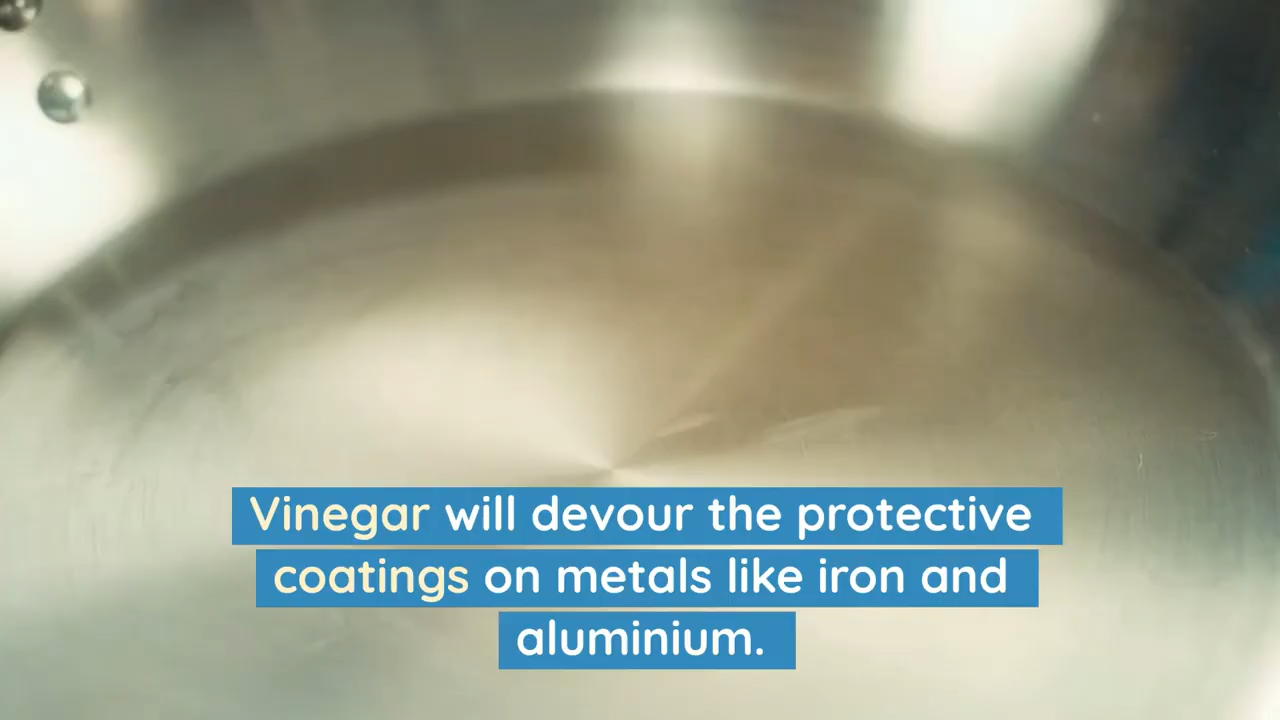 Vinegar will devour the protective
coatings on metals like iron and
aluminium.